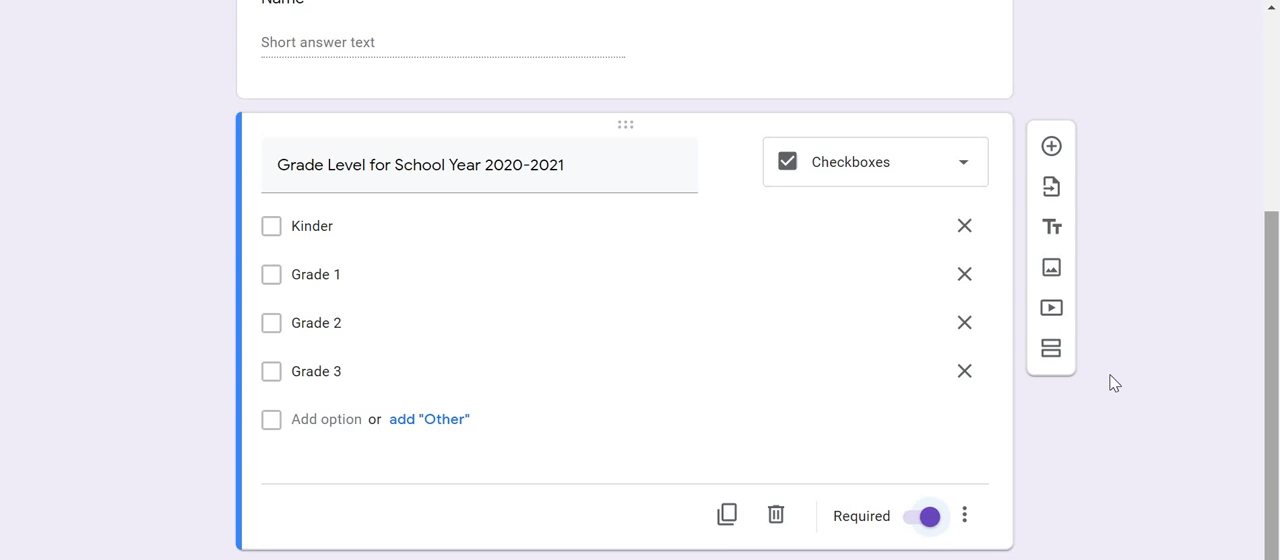 Name
Short answer text
Grade Level for School Year 2020-2021
Checkboxes
Kinder
Grade 1
Grade 2
Grade 3
Add option or add "Other"
Required